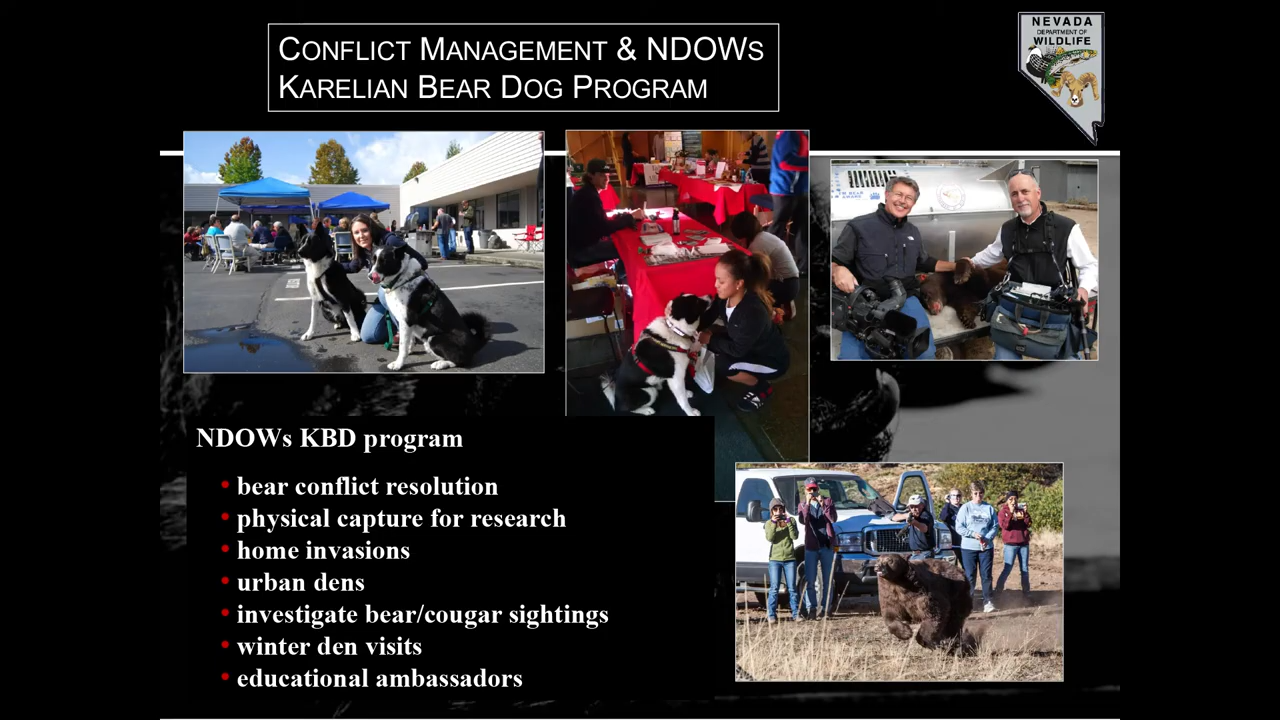 CONFLICT MANAGEMENT & NDOWS
KARELIAN BEAR DOG PROGRAM
NEVADA
DEPARTMENT OF
WILDLIFE
NDOWs KBD program
• bear conflict resolution
• physical capture for research
• home invasions
• urban dens
• investigate bear/cougar sightings
• winter den visits
• educational ambassadors